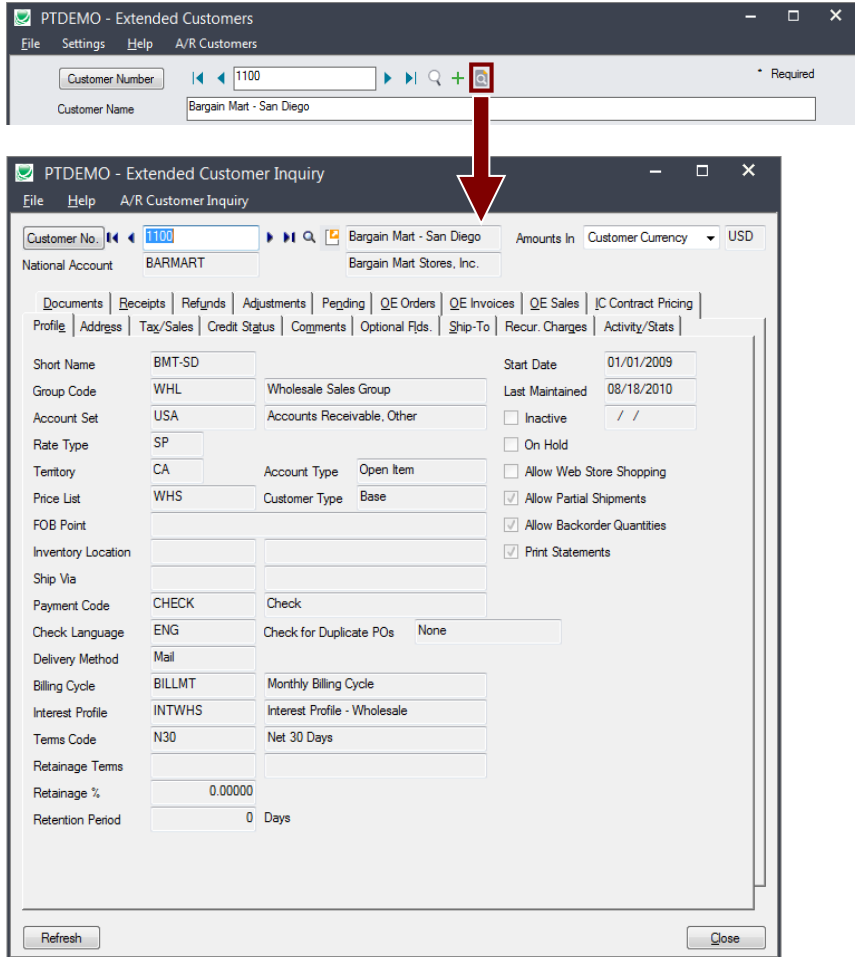 PTDEMO - Extended Customers
File Settings Help A/R Customers
Customer Number 1100 * Required
Customer Name Bargain Mart - San Diego
PTDEMO - Extended Customer Inquiry
File Help A/R Customer Inquiry
Customer No. 1100 Bargain Mart - San Diego Amounts In Customer Currency USD
National Account BARMART Bargain Mart Stores, Inc.
Documents Receipts Refunds Adjustments Pending OE Orders OE Invoices OE Sales IC Contract Pricing
Profile Address Tax/Sales Credit Status Comments Optional Flds. Ship-To Recur. Charges Activity/Stats
Short Name BMT-SD Start Date 01/01/2009
Group Code WHL Wholesale Sales Group Last Maintained 08/18/2010
Account Set USA Accounts Receivable, Other Inactive / /
Rate Type SP On Hold
Territory CA Account Type Open Item Allow Web Store Shopping
Price List WHS Customer Type Base Allow Partial Shipments
FOB Point Allow Backorder Quantities
Inventory Location Print Statements
Ship Via
Payment Code CHECK Check
Check Language ENG Check for Duplicate POs None
Delivery Method Mail
Billing Cycle BILLMT Monthly Billing Cycle
Interest Profile INTWHS Interest Profile - Wholesale
Terms Code N30 Net 30 Days
Retainage Terms
Retainage % 0.00000
Retention Period 0 Days
Refresh Close